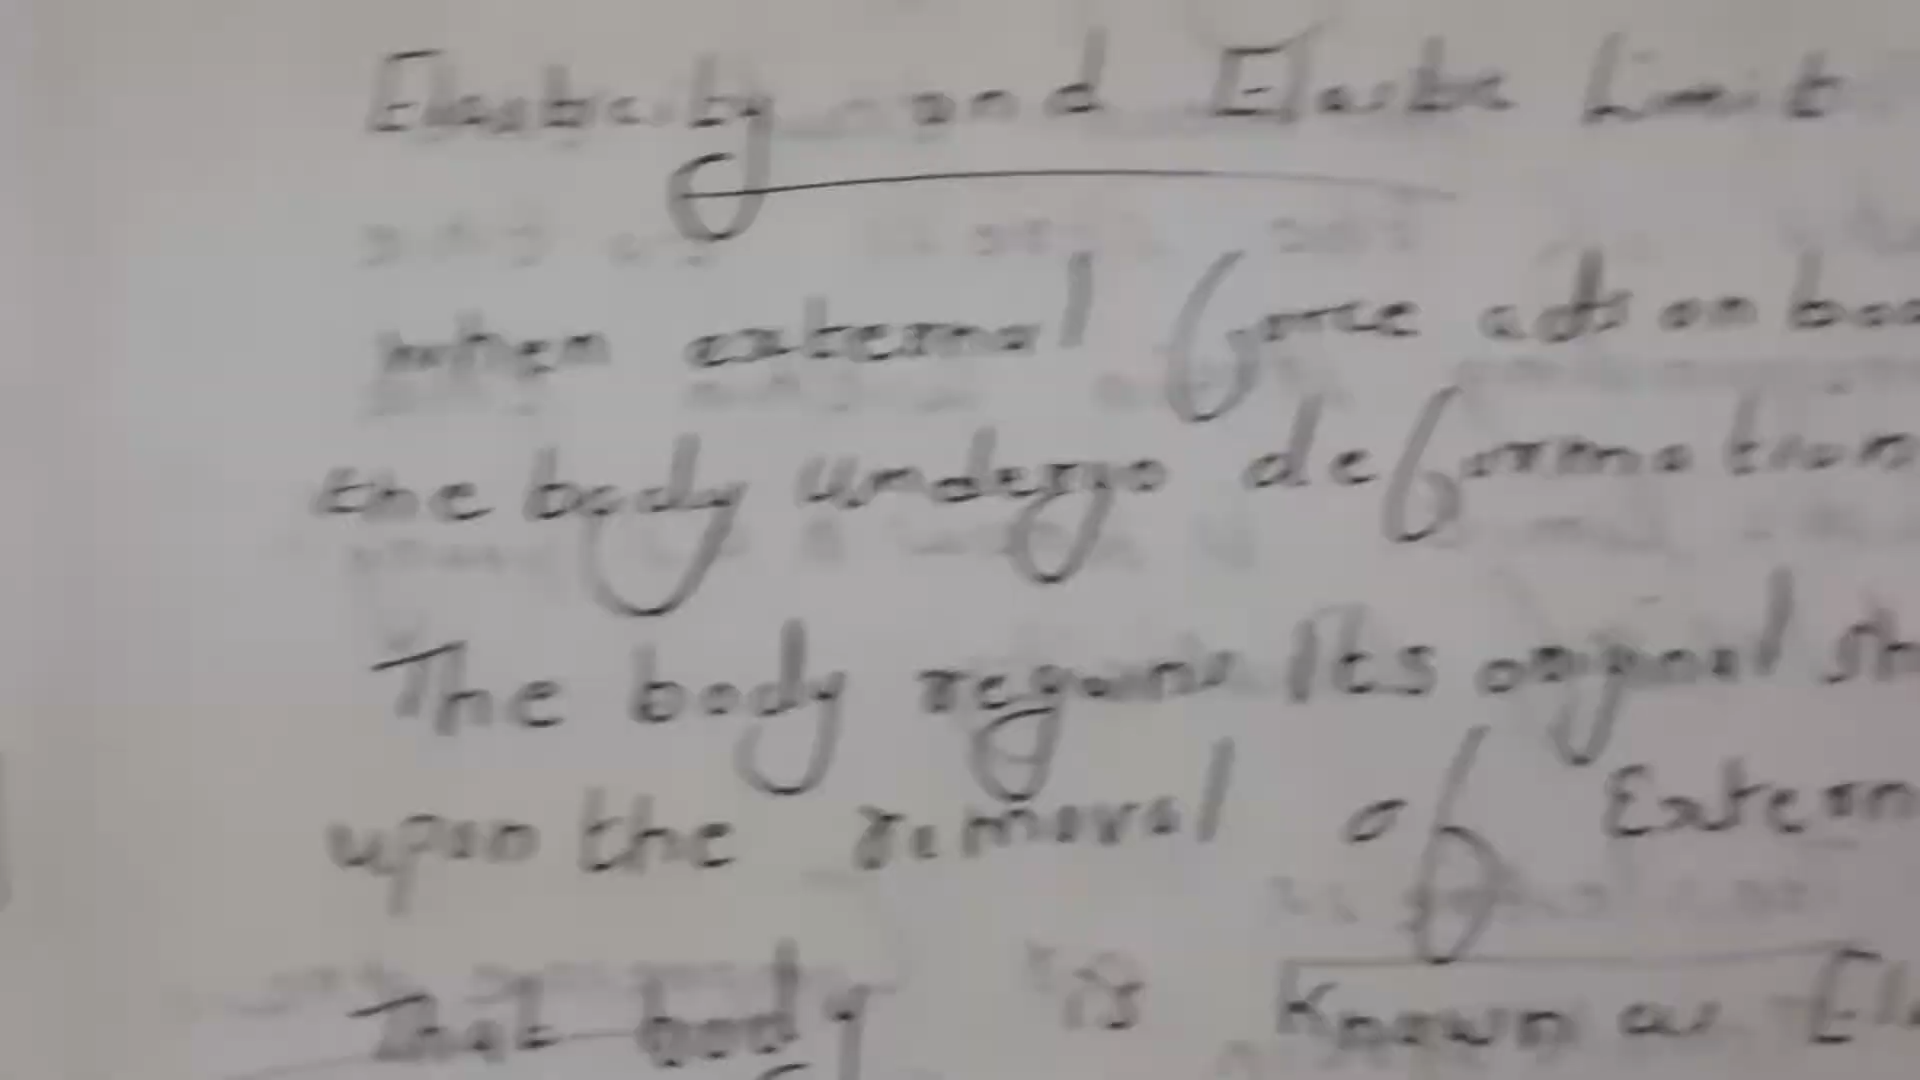 Elasticity and Elastic Limit
when external force acts on
the body undergo deformation
The body regains Its original
upon the removal of
That body is Known as